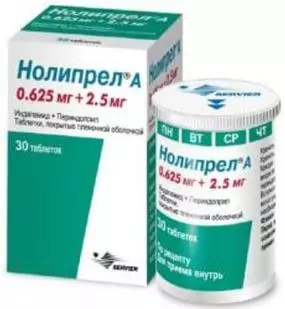 Нолипрел® А
0.625 мг + 2.5 мг
Индапамид + Периндоприл
Таблетки, покрытые пленочной оболочкой
30 таблеток
SERVIER
SERVIER
ПН ВТ СР ЧТ
Нолипрел® А
0.625 мг + 2.5 мг
Индапамид + Периндоприл
Таблетки,
покрытые пленочной оболочкой
30 таблеток
По рецепту
Для приема внутрь